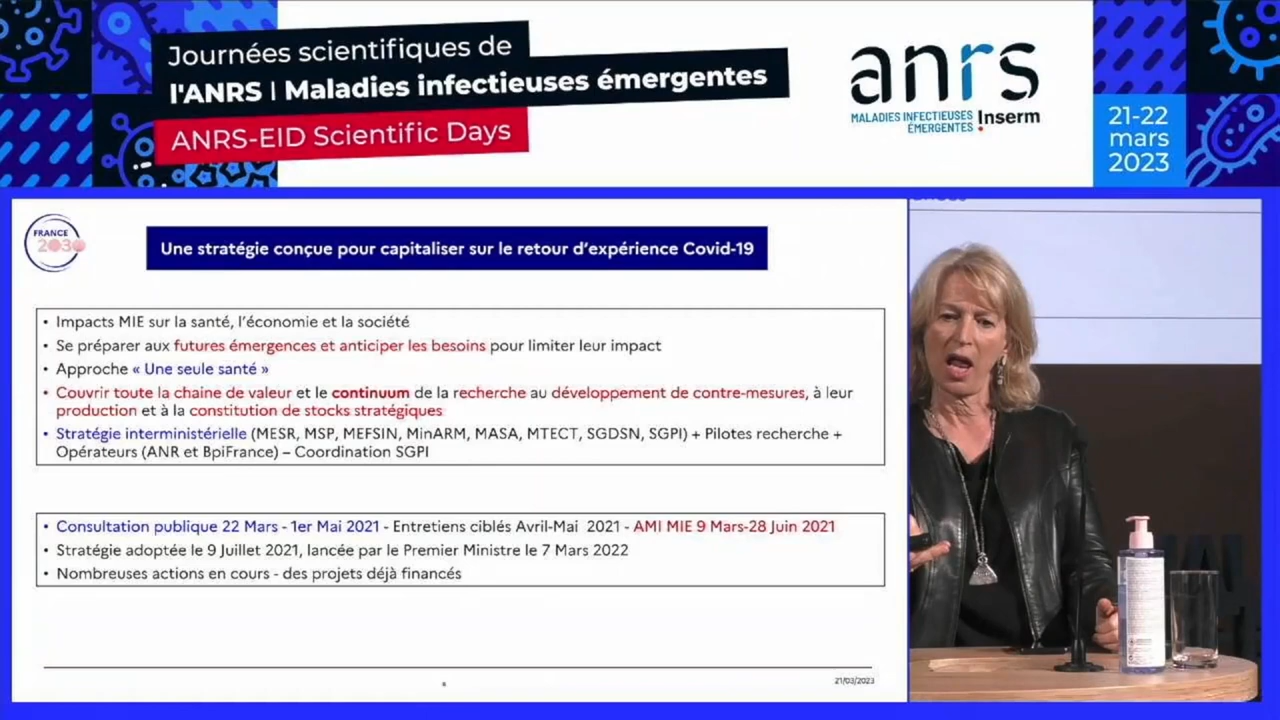 Journées scientifiques de
l'ANRS | Maladies infectieuses émergentes
ANRS-EID Scientific Days
anrs
MALADIES INFECTIEUSES
ÉMERGENTES
Inserm
21-22
mars
2023
FRANCE
2030
Une stratégie conçue pour capitaliser sur le retour d'expérience Covid-19
• Impacts MIE sur la santé, l'économie et la société
• Se préparer aux futures émergences et anticiper les besoins pour limiter leur impact
• Approche « Une seule santé »
• Couvrir toute la chaine de valeur et le continuum de la recherche au développement de contre-mesures, à leur
production et à la constitution de stocks stratégiques
• Stratégie interministérielle (MESR, MSP, MEFSIN, MinARM, MASA, MTECT, SGDSN, SGPI) + Pilotes recherche +
Opérateurs (ANR et BpiFrance) – Coordination SGPI
• Consultation publique 22 Mars - 1er Mai 2021 - Entretiens ciblés Avril-Mai 2021 - AMI MIE 9 Mars-28 Juin 2021
• Stratégie adoptée le 9 Juillet 2021, lancée par le Premier Ministre le 7 Mars 2022
• Nombreuses actions en cours - des projets déjà financés
21/03/2023